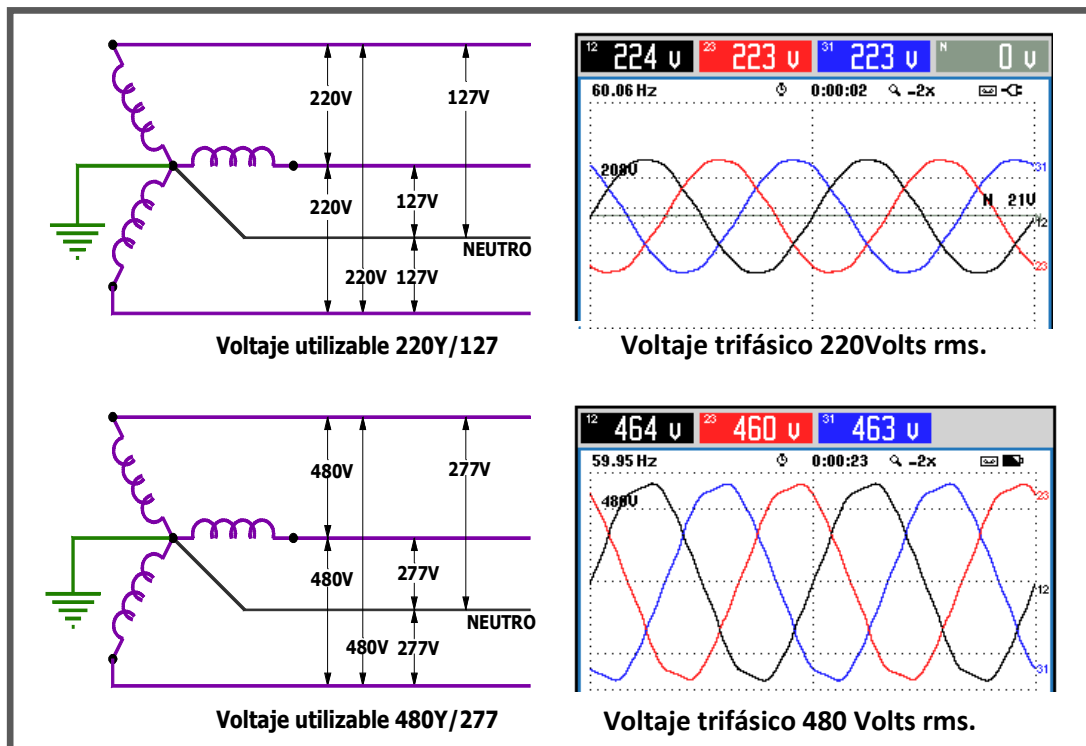 220V
127V
220V
127V
NEUTRO
220V
127V
Voltaje utilizable 220Y/127
12 224 V 23 223 V 31 223 V N 0 V
60.06 Hz 0:00:02 -2x
208V
31
N 21V
12
23
Voltaje trifásico 220Volts rms.
480V
277V
480V
277V
NEUTRO
480V
277V
Voltaje utilizable 480Y/277
12 464 V 23 460 V 31 463 V
59.95 Hz 0:00:23 -2x
480V
23
12
31
Voltaje trifásico 480 Volts rms.